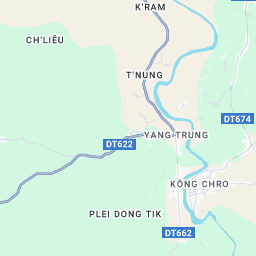 K'RAM
CH'LIÊU
T'NUNG
DT674
YANG TRUNG
DT622
KÔNG CHRO
PLEI DONG TIK
DT662